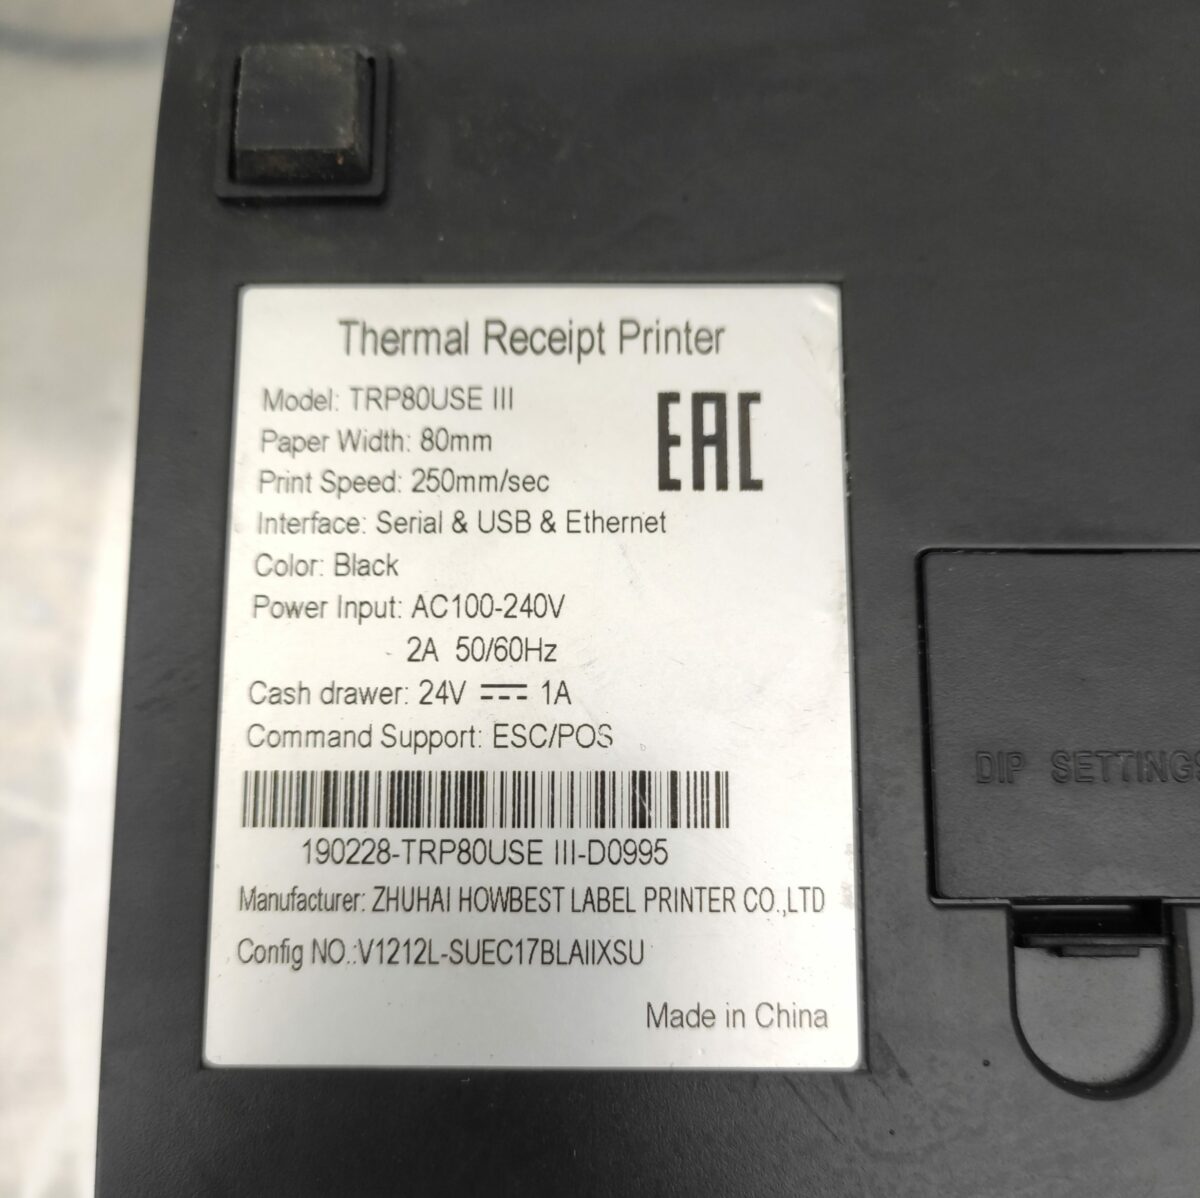 Thermal Receipt Printer
Model: TRP80USE III
EAC
Paper Width: 80mm
Print Speed: 250mm/sec
Interface: Serial & USB & Ethernet
Color: Black
Power Input: AC100-240V
2A 50/60Hz
Cash drawer: 24V ⎓ 1A
Command Support: ESC/POS
190228-TRP80USE III-D0995
Manufacturer: ZHUHAI HOWBEST LABEL PRINTER CO.,LTD
Config NO.:V1212L-SUEC17BLAIIXSU
Made in China
DIP SETTINGS